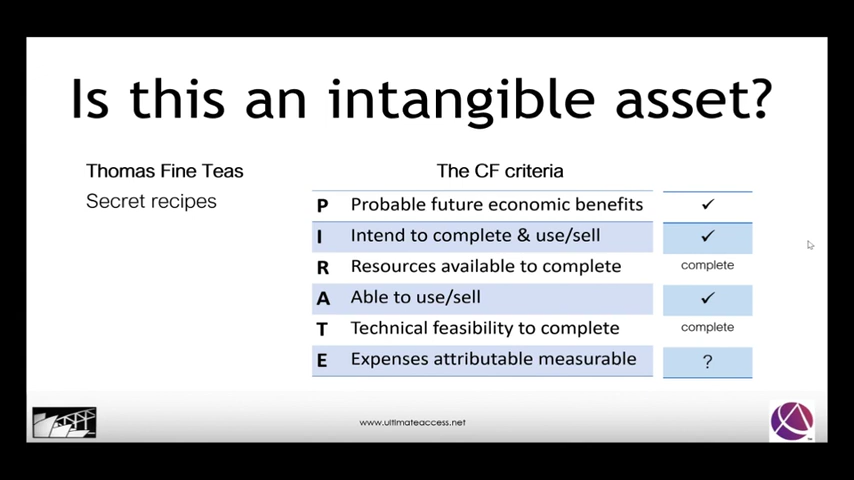 Is this an intangible asset?
Thomas Fine Teas
The CF criteria
Secret recipes
P Probable future economic benefits ✓
I Intend to complete & use/sell ✓
R Resources available to complete complete
A Able to use/sell ✓
T Technical feasibility to complete complete
E Expenses attributable measurable ?
www.ultimateaccess.net